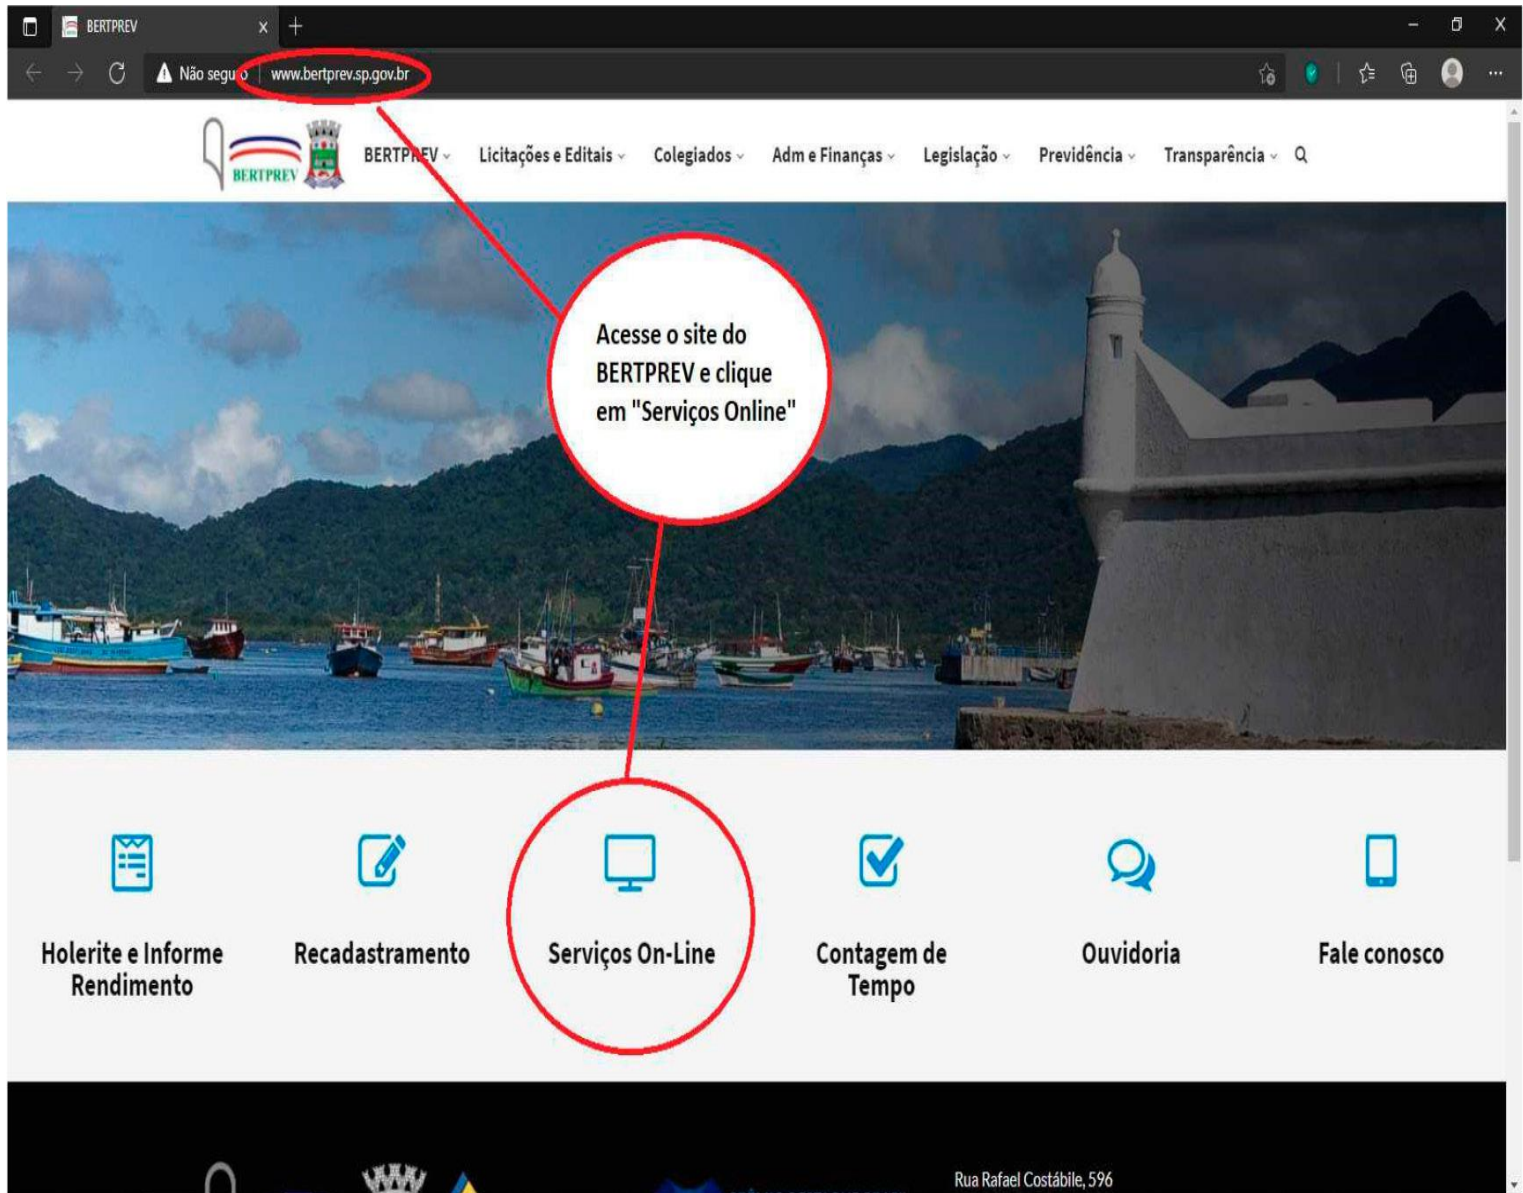 BERTPREV
Não seguro
www.bertprev.sp.gov.br
BERTPREV
BERTPREV
Licitações e Editais
Colegiados
Adm e Finanças
Legislação
Previdência
Transparência
Acesse o site do
BERTPREV e clique
em "Serviços Online"
Holerite e Informe
Rendimento
Recadastramento
Serviços On-Line
Contagem de
Tempo
Ouvidoria
Fale conosco
Rua Rafael Costábile, 596